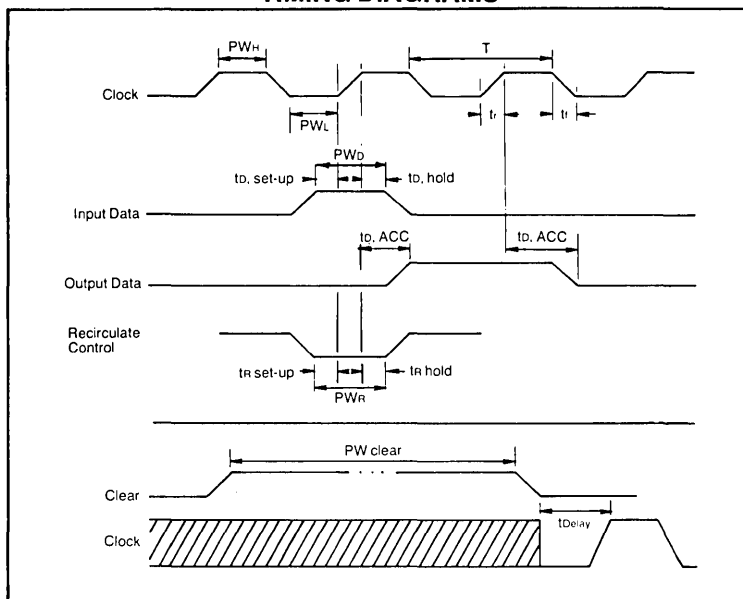 TIMING DIAGRAMS
PWH
T
Clock
PWL
tr
tf
PWD
tD, set-up
tD, hold
Input Data
tD, ACC
tD, ACC
Output Data
Recirculate
Control
tR set-up
tR hold
PWR
PW clear
Clear
tDelay
Clock